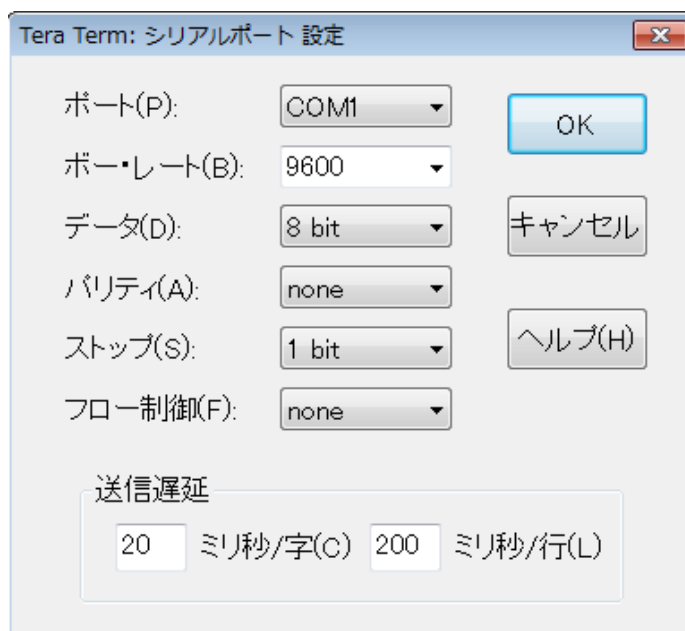 Tera Term: シリアルポート 設定
ポート(P): COM1
OK
ボー・レート(B): 9600
データ(D): 8 bit
キャンセル
パリティ(A): none
ストップ(S): 1 bit
ヘルプ(H)
フロー制御(F): none
送信遅延
20 ミリ秒/字(C) 200 ミリ秒/行(L)